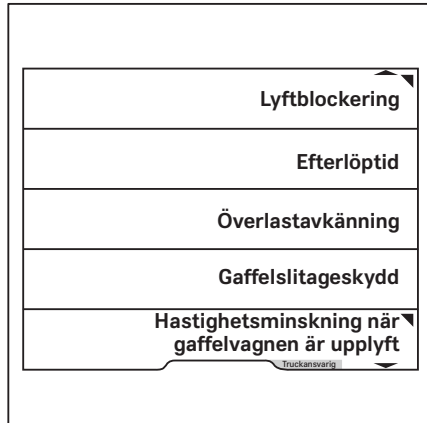 Lyftblockering
Efterlöptid
Överlastavkänning
Gaffelslitageskydd
Hastighetsminskning när
gaffelvagnen är upplyft
Truckansvarig